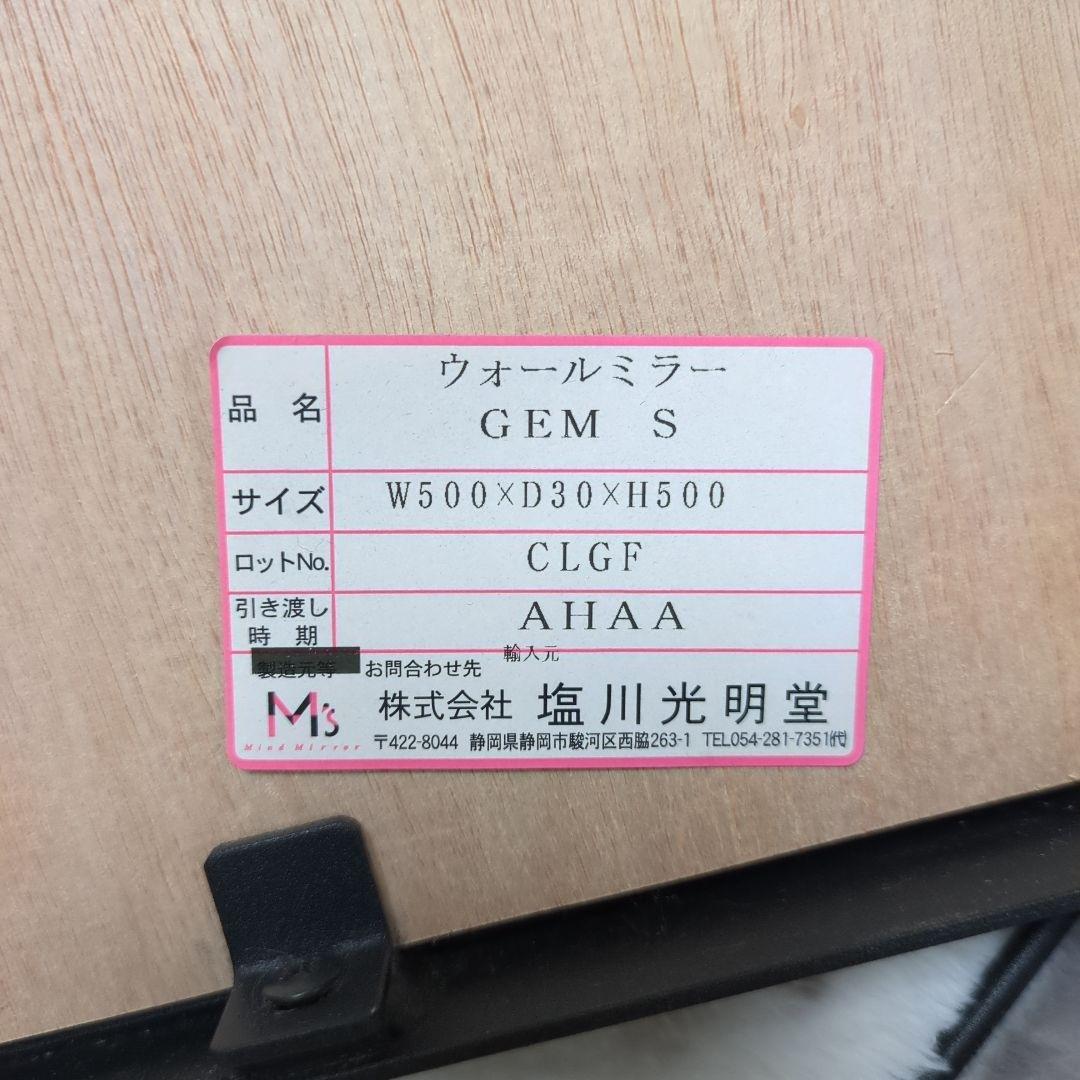 品 名
ウォールミラー
GEM S
サイズ
W500×D30×H500
ロットNo.
CLGF
引き渡し
時 期
AHAA
輸入元
製造元等 お問合わせ先
M's
Mind Mirror
株式会社 塩川光明堂
〒422-8044 静岡県静岡市駿河区西脇263-1 TEL054-281-7351㈹